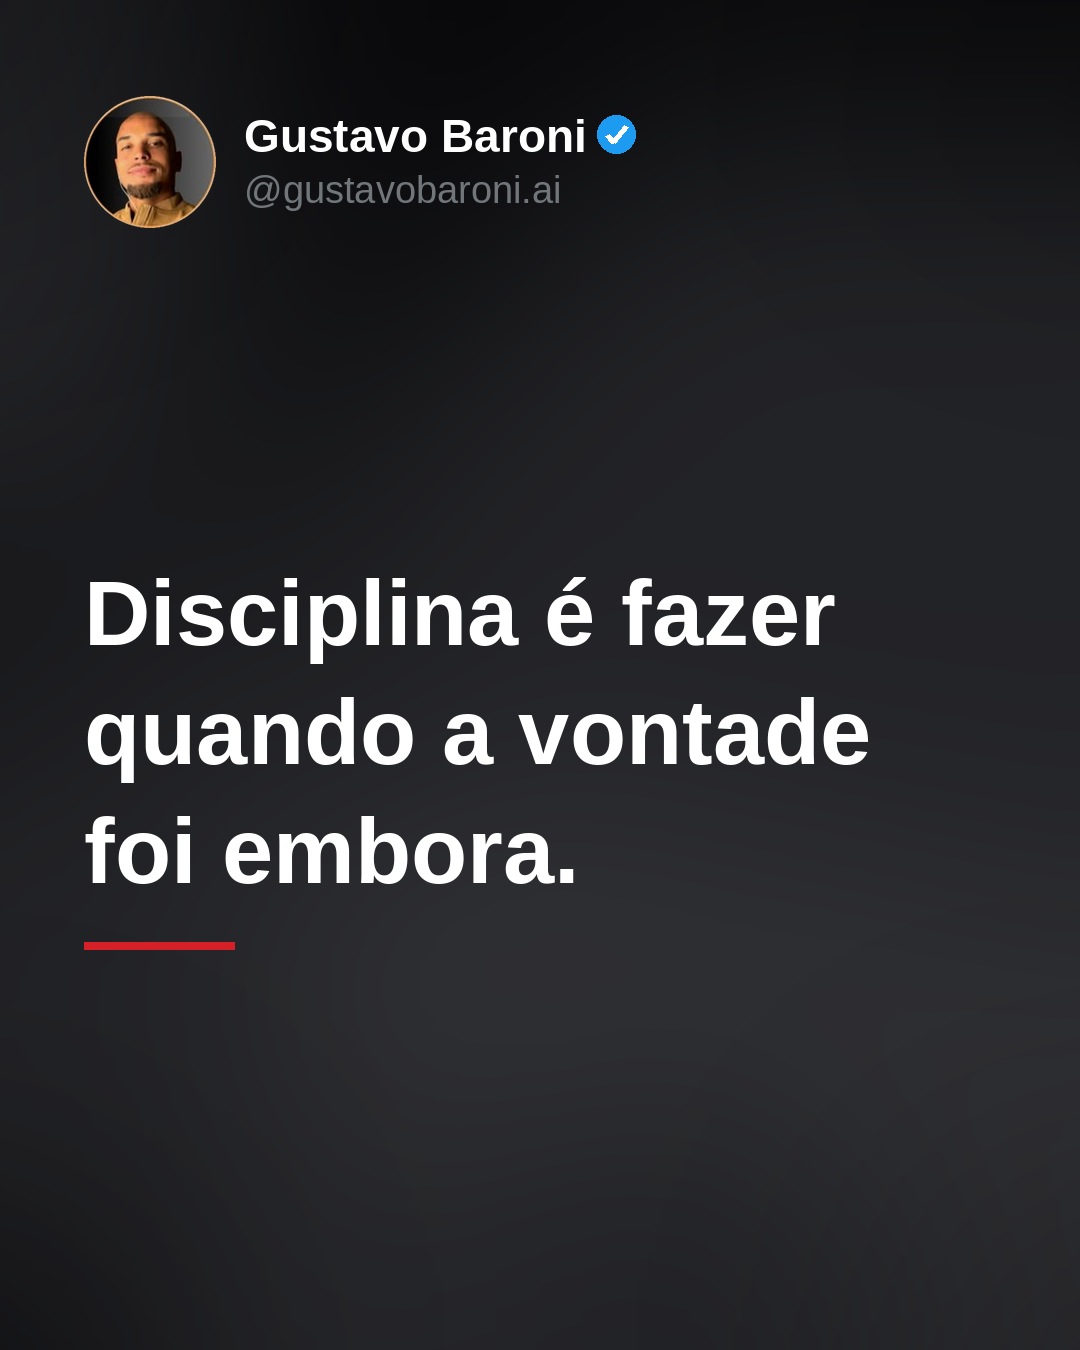 Gustavo Baroni
@gustavobaroni.ai
Disciplina é fazer
quando a vontade
foi embora.